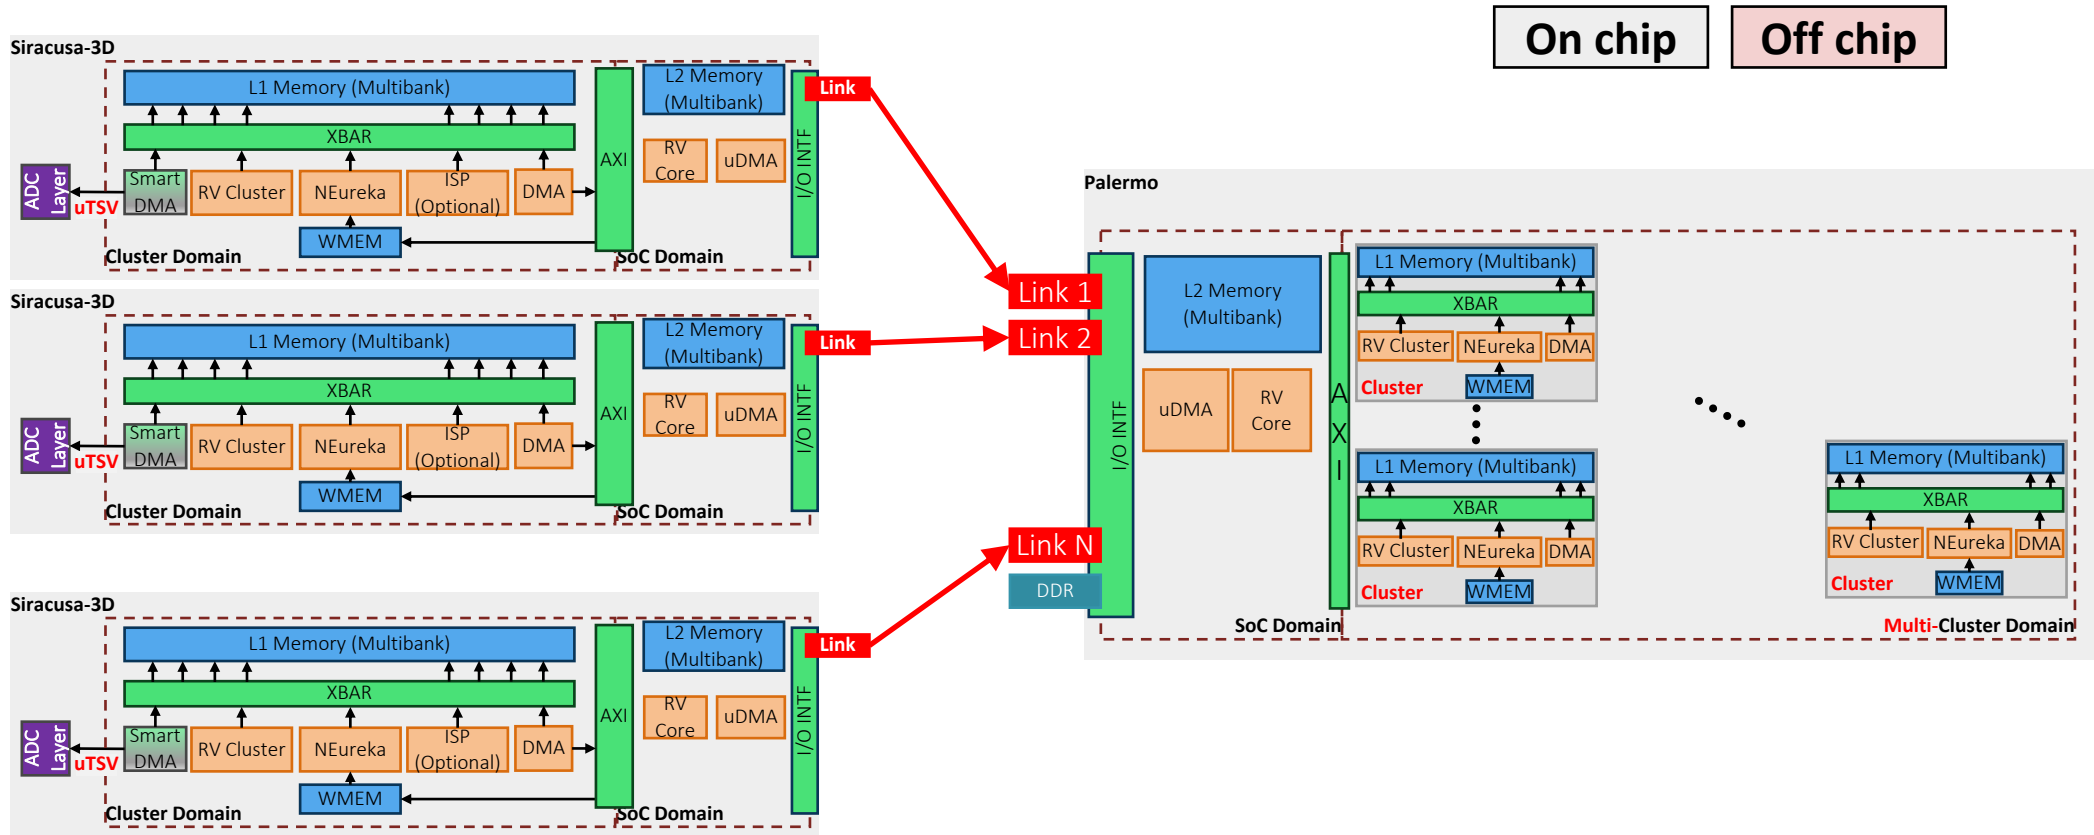 On chip
Off chip
Siracusa-3D
L1 Memory (Multibank)
XBAR
ADC
Layer
uTSV
Smart
DMA
RV Cluster
NEureka
ISP
(Optional)
DMA
WMEM
Cluster Domain
AXI
L2 Memory
(Multibank)
RV
Core
uDMA
I/O INTF
SoC Domain
Link
Siracusa-3D
L1 Memory (Multibank)
XBAR
ADC
Layer
uTSV
Smart
DMA
RV Cluster
NEureka
ISP
(Optional)
DMA
WMEM
Cluster Domain
AXI
L2 Memory
(Multibank)
RV
Core
uDMA
I/O INTF
SoC Domain
Link
Siracusa-3D
L1 Memory (Multibank)
XBAR
ADC
Layer
uTSV
Smart
DMA
RV Cluster
NEureka
ISP
(Optional)
DMA
WMEM
Cluster Domain
AXI
L2 Memory
(Multibank)
RV
Core
uDMA
I/O INTF
SoC Domain
Link
Palermo
Link 1
Link 2
Link N
DDR
I/O INTF
L2 Memory
(Multibank)
uDMA
RV
Core
SoC Domain
A
X
I
L1 Memory (Multibank)
XBAR
RV Cluster
NEureka
DMA
Cluster
WMEM
L1 Memory (Multibank)
XBAR
RV Cluster
NEureka
DMA
Cluster
WMEM
L1 Memory (Multibank)
XBAR
RV Cluster
NEureka
DMA
Cluster
WMEM
Multi-Cluster Domain